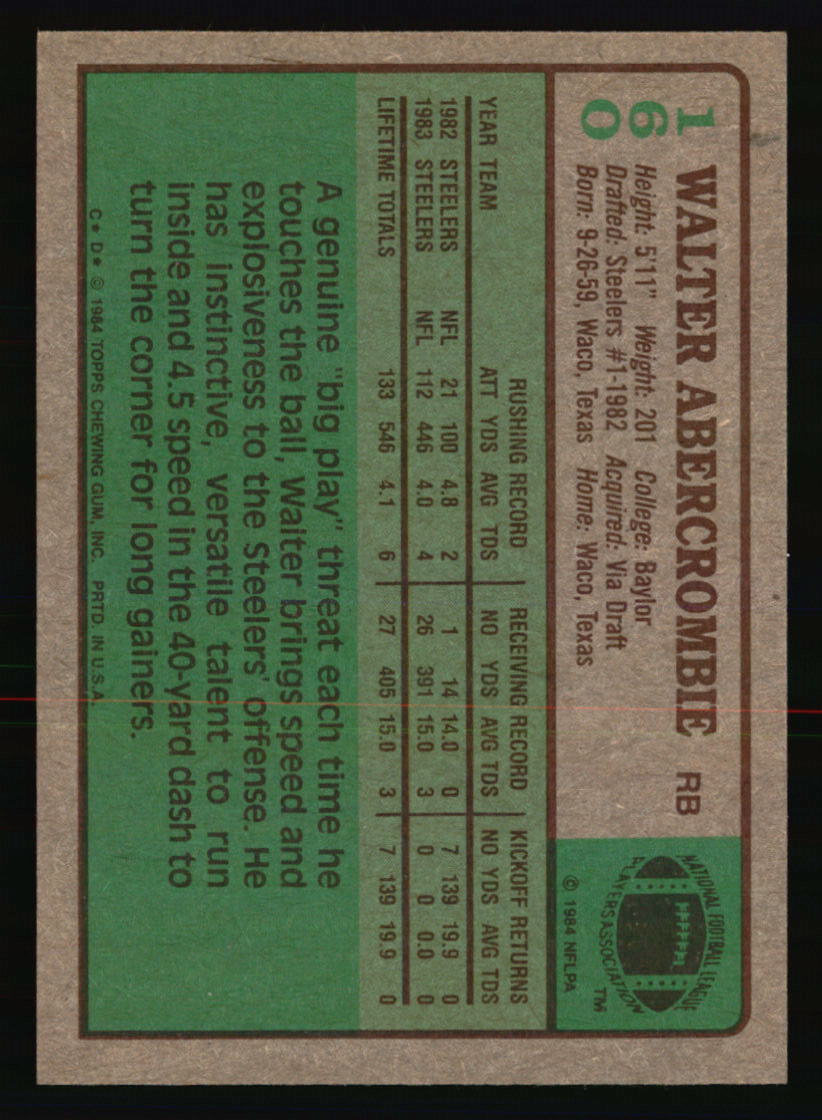 160
WALTER ABERCROMBIE RB
Height: 5'11" Weight: 201 College: Baylor
Drafted: Steelers #1-1982 Acquired: Via Draft
Born: 9-26-59, Waco, Texas Home: Waco, Texas
NATIONAL FOOTBALL LEAGUE
PLAYERS ASSOCIATION
TM
© 1984 NFLPA
RUSHING RECORD RECEIVING RECORD KICKOFF RETURNS
YEAR TEAM ATT YDS AVG TDS NO YDS AVG TDS NO YDS AVG TDS
1982 STEELERS NFL 21 100 4.8 2 1 14 14.0 0 7 139 19.9 0
1983 STEELERS NFL 112 446 4.0 4 26 391 15.0 3 0 0 0.0 0
LIFETIME TOTALS 133 546 4.1 6 27 405 15.0 3 7 139 19.9 0
A genuine "big play" threat each time he
touches the ball, Walter brings speed and
explosiveness to the Steelers' offense. He
has instinctive, versatile talent to run
inside and 4.5 speed in the 40-yard dash to
turn the corner for long gainers.
C* D* © 1984 TOPPS CHEWING GUM, INC. PRTD. IN U.S.A.